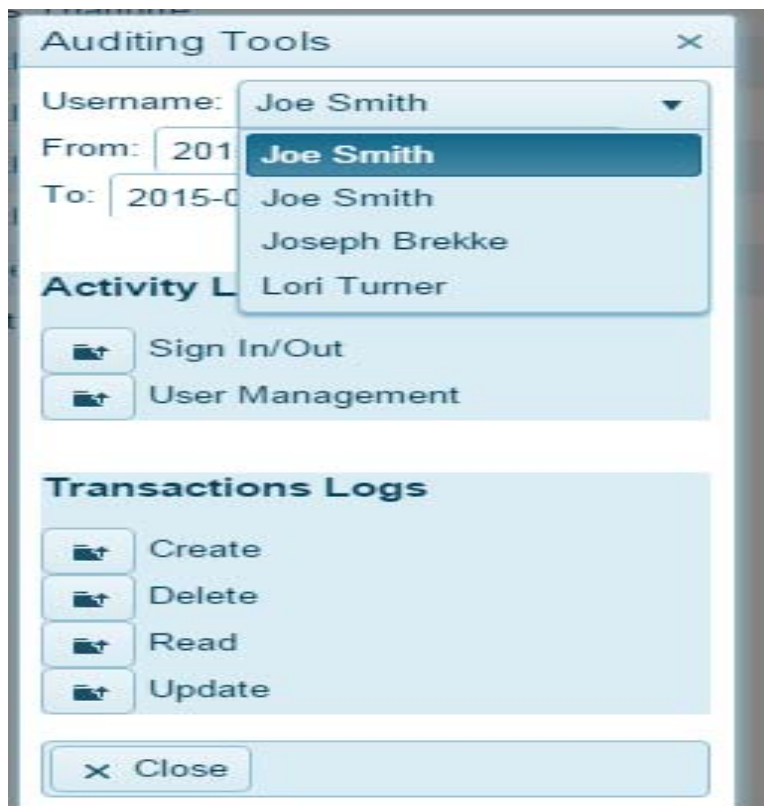 Auditing Tools
Username: Joe Smith
From: 201
Joe Smith
To: 2015-0
Joe Smith
Joseph Brekke
Activity L
Lori Turner
Sign In/Out
User Management
Transactions Logs
Create
Delete
Read
Update
Close